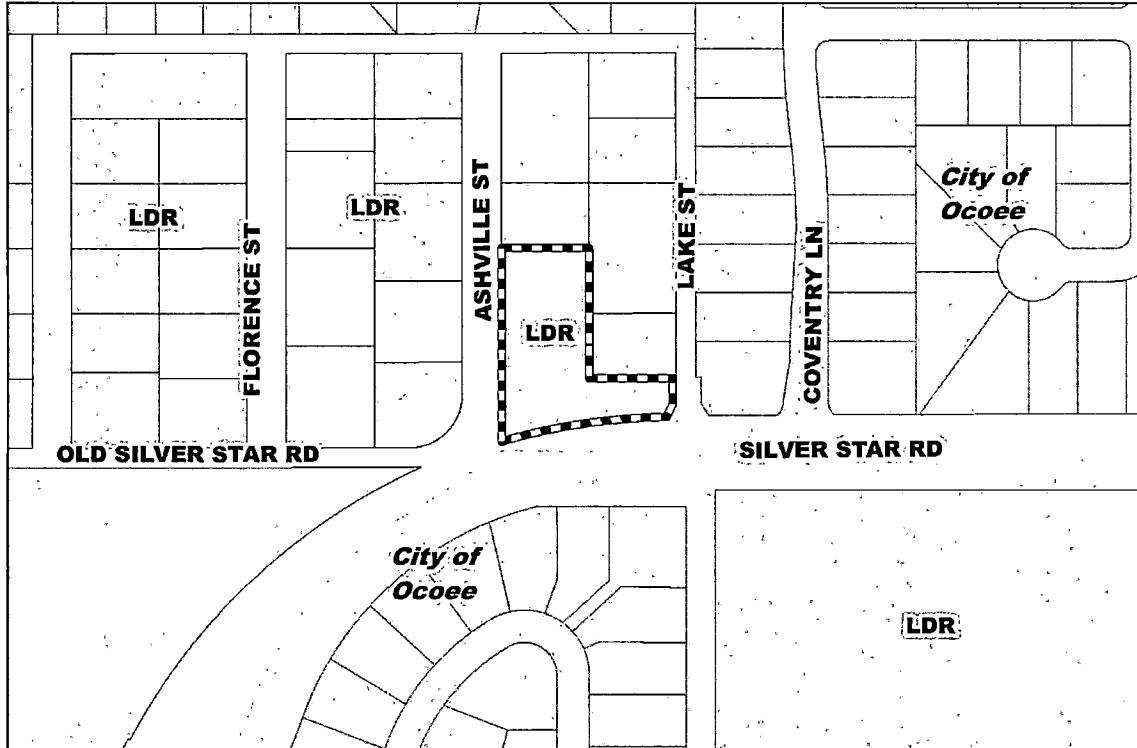 City of
Ocoee
LDR
LDR
FLORENCE ST
ASHVILLE ST
LAKE ST
COVENTRY LN
LDR
OLD SILVER STAR RD
SILVER STAR RD
City of
Ocoee
LDR